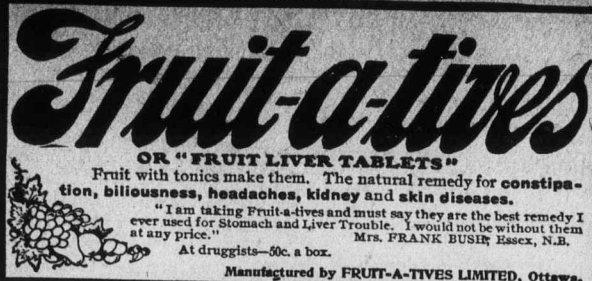 Fruit-a-tives
OR "FRUIT LIVER TABLETS"
Fruit with tonics make them. The natural remedy for constipa-
tion, biliousness, headaches, kidney and skin diseases.
"I am taking Fruit-a-tives and must say they are the best remedy I
ever used for Stomach and Liver Trouble. I would not be without them
at any price." Mrs. FRANK BUSH, Essex, N.B.
At druggists—50c. a box.
Manufactured by FRUIT-A-TIVES LIMITED, Ottawa.